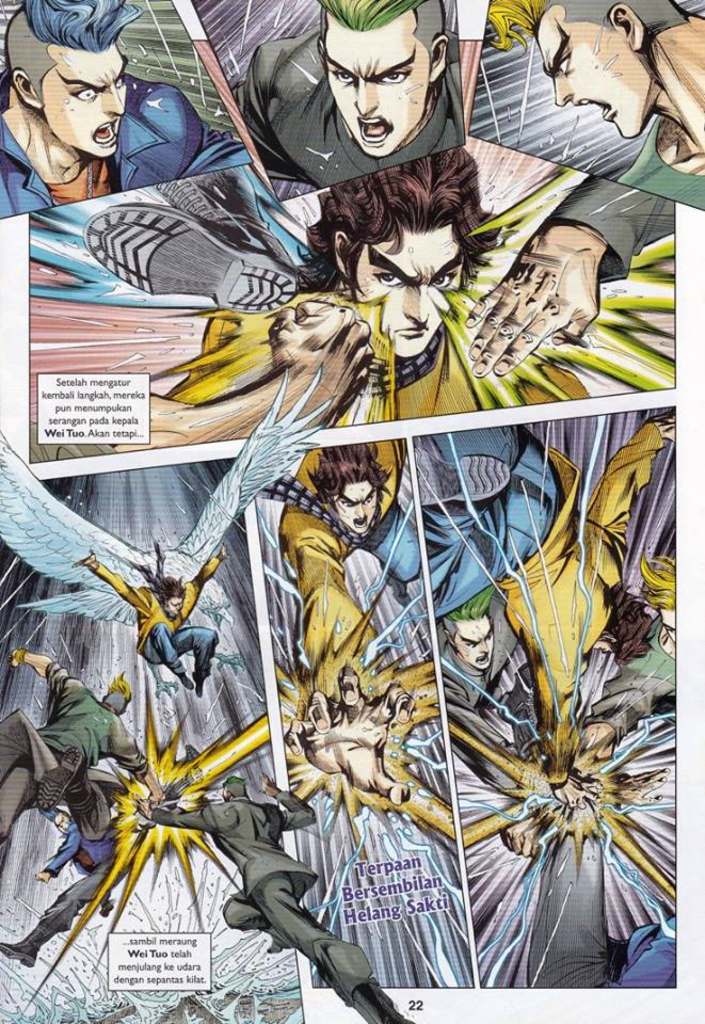 Setelah mengatur
kembali langkah, mereka
pun menumpukan
serangan pada kepala
Wei Tuo. Akan tetapi...
Terpaan
Bersembilan
Helang Sakti
...sambil meraung
Wei Tuo telah
menjulang ke udara
dengan sepantas kilat.
22